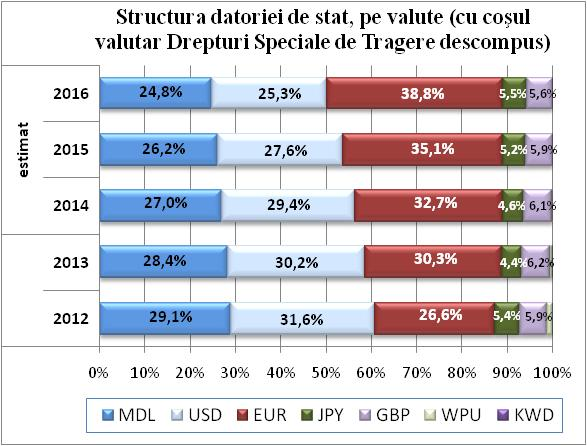 Structura datoriei de stat, pe valute (cu coşul
valutar Drepturi Speciale de Tragere descompus)
estimat
2016 24,8% 25,3% 38,8% 5,5% 5,6%
2015 26,2% 27,6% 35,1% 5,2% 5,9%
2014 27,0% 29,4% 32,7% 4,6% 6,1%
2013 28,4% 30,2% 30,3% 4,4% 6,2%
2012 29,1% 31,6% 26,6% 5,4% 5,9%
0% 10% 20% 30% 40% 50% 60% 70% 80% 90% 100%
MDL USD EUR JPY GBP WPU KWD